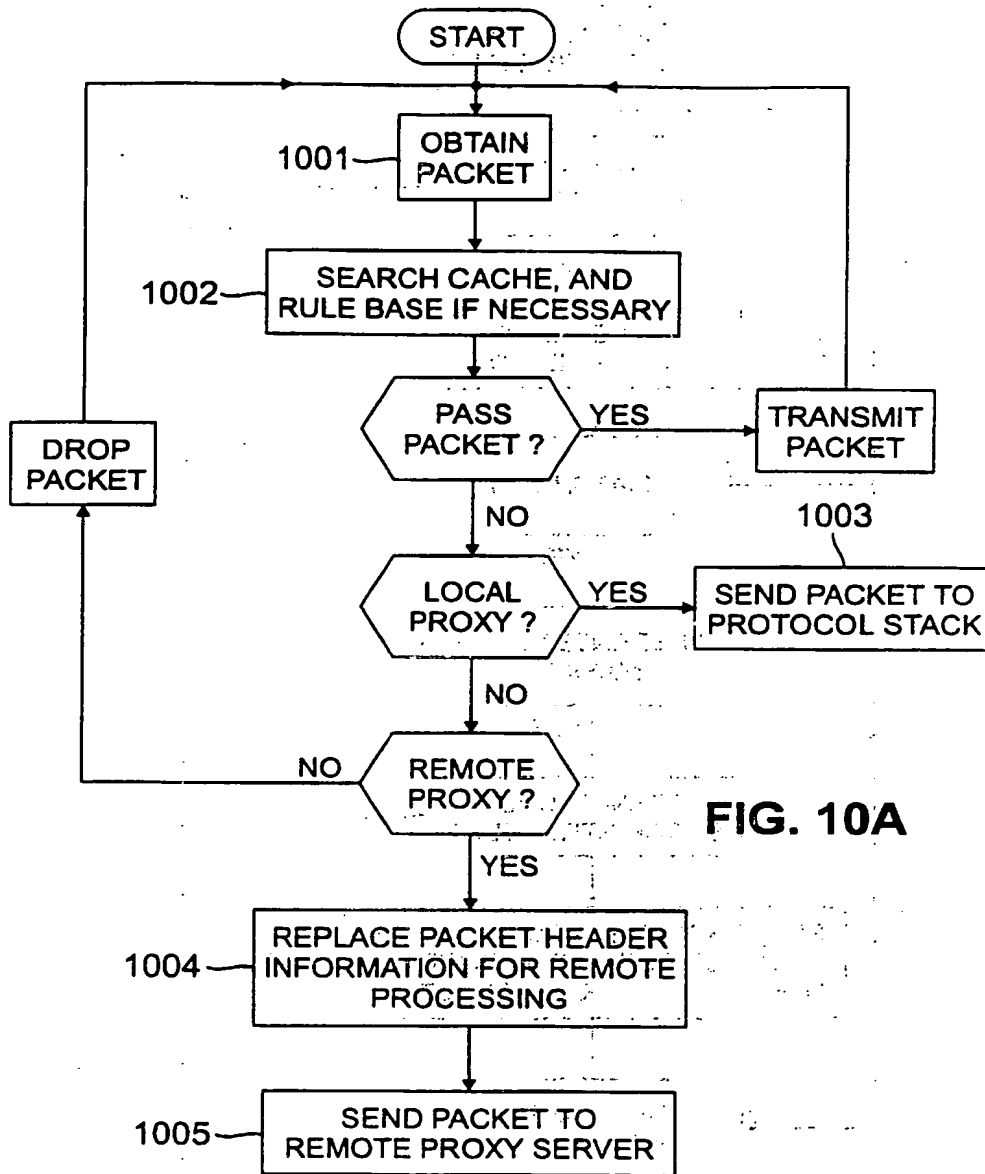 START
1001
OBTAIN
PACKET
1002
SEARCH CACHE, AND
RULE BASE IF NECESSARY
PASS
PACKET ?
YES
TRANSMIT
PACKET
DROP
PACKET
NO
1003
LOCAL
PROXY ?
YES
SEND PACKET TO
PROTOCOL STACK
NO
REMOTE
PROXY ?
NO
FIG. 10A
YES
1004
REPLACE PACKET HEADER
INFORMATION FOR REMOTE
PROCESSING
1005
SEND PACKET TO
REMOTE PROXY SERVER